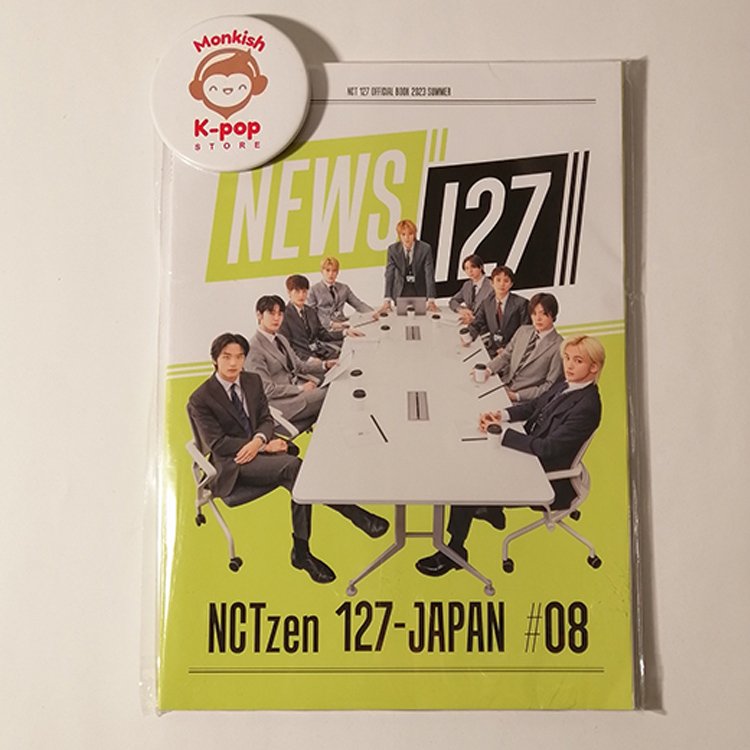 Monkish
K-pop
STORE
NCT 127 OFFICIAL BOOK 2023 SUMMER
NEWS
127
NCTzen 127-JAPAN #08